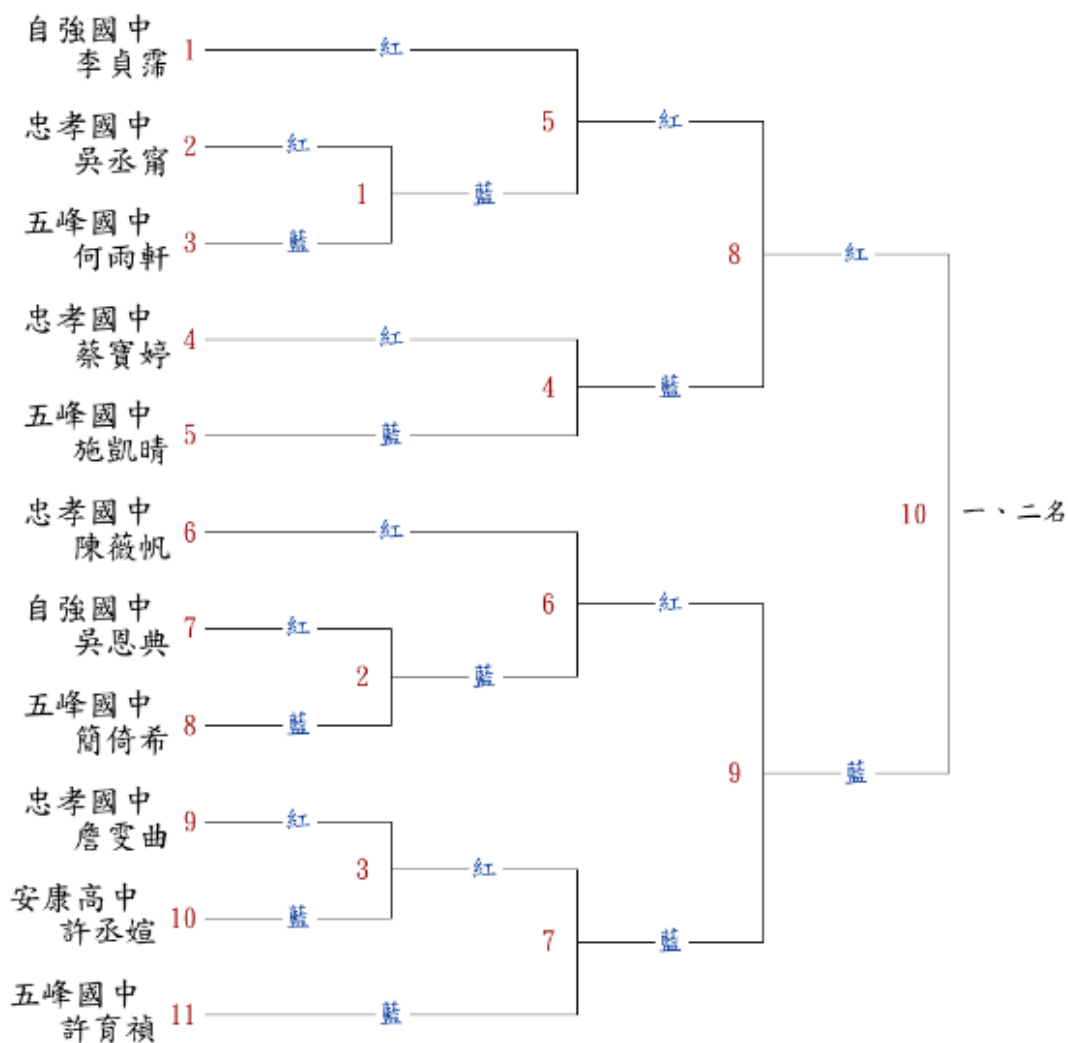 自強國中
李貞霈 1 紅
5 紅
忠孝國中
吳丞甯 2 紅
1 藍
五峰國中
何雨軒 3 藍
8 紅
忠孝國中
蔡寶婷 4 紅
4 藍
五峰國中
施凱晴 5 藍
10 一、二名
忠孝國中
陳薇帆 6 紅
6 紅
自強國中
吳恩典 7 紅
2 藍
五峰國中
簡倚希 8 藍
9 藍
忠孝國中
詹雯曲 9 紅
3 紅
安康高中
許丞媗 10 藍
7 藍
五峰國中
許育禎 11 藍